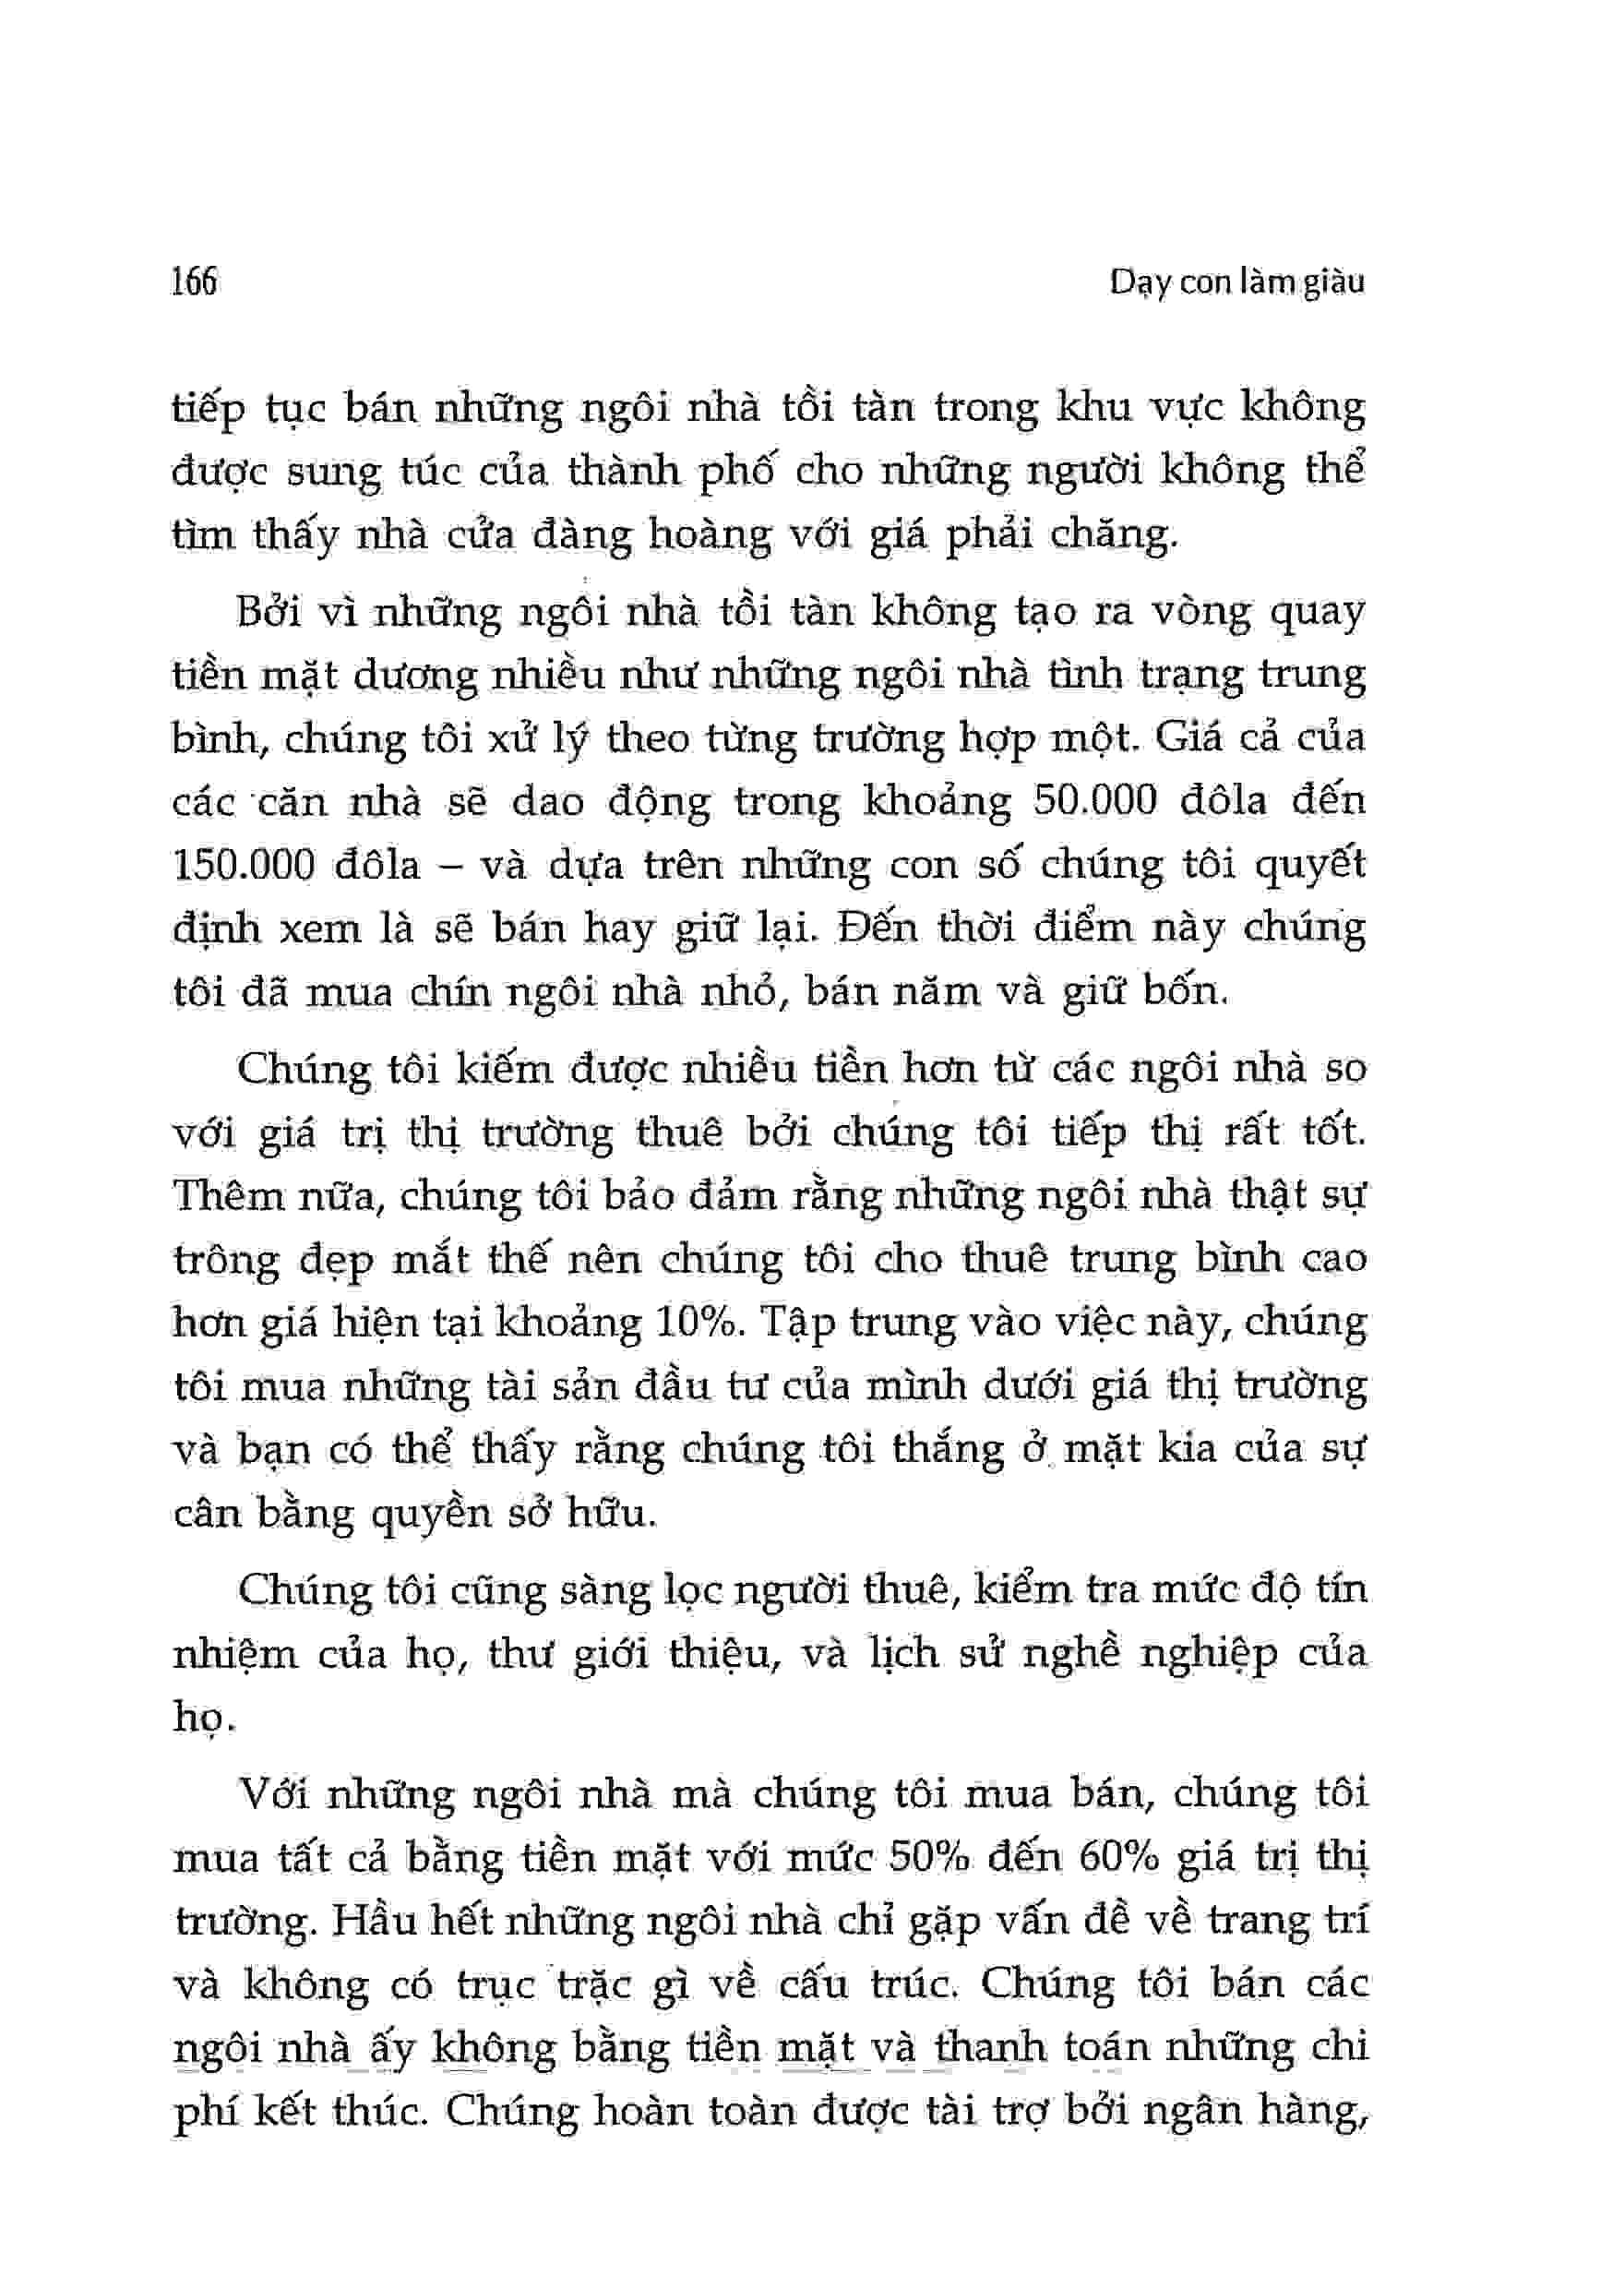 166
Dạy con làm giàu
tiếp tục bán những ngôi nhà tồi tàn trong khu vực không
được sung túc của thành phố cho những người không thể
tìm thấy nhà cửa đàng hoàng với giá phải chăng.
Bởi vì những ngôi nhà tồi tàn không tạo ra vòng quay
tiền mặt dương nhiều như những ngôi nhà tình trạng trung
bình, chúng tôi xử lý theo từng trường hợp một. Giá cả của
các căn nhà sẽ dao động trong khoảng 50.000 đôla đến
150.000 đôla – và dựa trên những con số chúng tôi quyết
định xem là sẽ bán hay giữ lại. Đến thời điểm này chúng
tôi đã mua chín ngôi nhà nhỏ, bán năm và giữ bốn.
Chúng tôi kiếm được nhiều tiền hơn từ các ngôi nhà so
với giá trị thị trường thuê bởi chúng tôi tiếp thị rất tốt.
Thêm nữa, chúng tôi bảo đảm rằng những ngôi nhà thật sự
trông đẹp mắt thế nên chúng tôi cho thuê trung bình cao
hơn giá hiện tại khoảng 10%. Tập trung vào việc này, chúng
tôi mua những tài sản đầu tư của mình dưới giá thị trường
và bạn có thể thấy rằng chúng tôi thắng ở mặt kia của sự
cân bằng quyền sở hữu.
Chúng tôi cũng sàng lọc người thuê, kiểm tra mức độ tín
nhiệm của họ, thư giới thiệu, và lịch sử nghề nghiệp của
họ.
Với những ngôi nhà mà chúng tôi mua bán, chúng tôi
mua tất cả bằng tiền mặt với mức 50% đến 60% giá trị thị
trường. Hầu hết những ngôi nhà chỉ gặp vấn đề về trang trí
và không có trục trặc gì về cấu trúc. Chúng tôi bán các
ngôi nhà ấy không bằng tiền mặt và thanh toán những chi
phí kết thúc. Chúng hoàn toàn được tài trợ bởi ngân hàng,